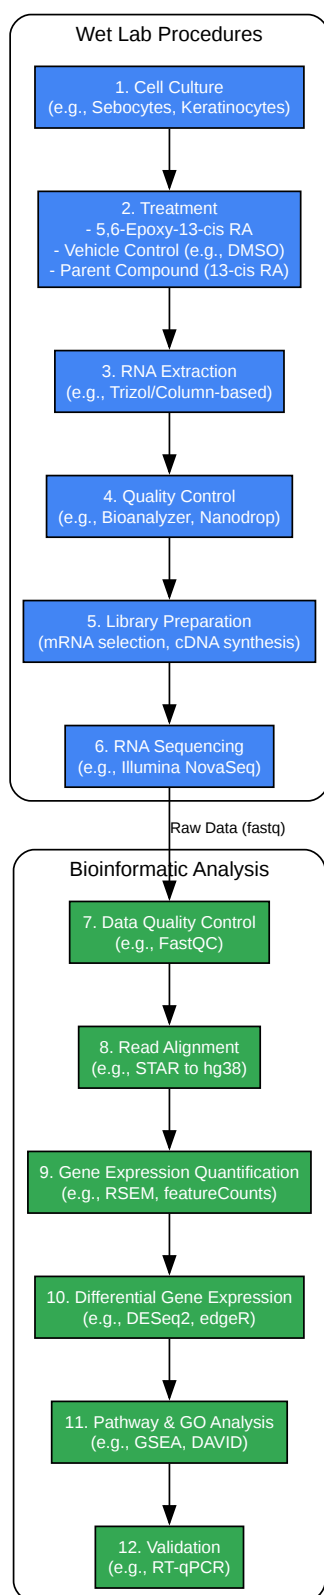 Wet Lab Procedures
1. Cell Culture
(e.g., Sebocytes, Keratinocytes)
2. Treatment
- 5,6-Epoxy-13-cis RA
- Vehicle Control (e.g., DMSO)
- Parent Compound (13-cis RA)
3. RNA Extraction
(e.g., Trizol/Column-based)
4. Quality Control
(e.g., Bioanalyzer, Nanodrop)
5. Library Preparation
(mRNA selection, cDNA synthesis)
6. RNA Sequencing
(e.g., Illumina NovaSeq)
Raw Data (fastq)
Bioinformatic Analysis
7. Data Quality Control
(e.g., FastQC)
8. Read Alignment
(e.g., STAR to hg38)
9. Gene Expression Quantification
(e.g., RSEM, featureCounts)
10. Differential Gene Expression
(e.g., DESeq2, edgeR)
11. Pathway & GO Analysis
(e.g., GSEA, DAVID)
12. Validation
(e.g., RT-qPCR)